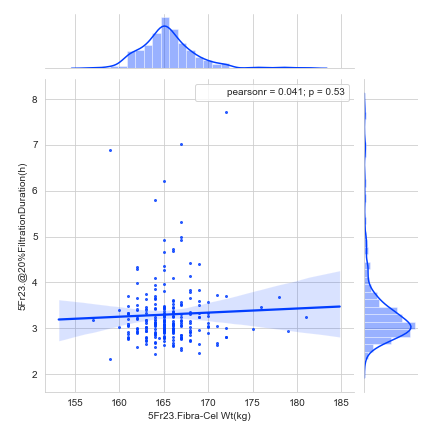 pearsonr = 0.041; p = 0.53
8
7
6
5
4
3
2
5Fr23.@20%FiltrationDuration(h)
155 160 165 170 175 180 185
5Fr23.Fibra-Cel Wt(kg)